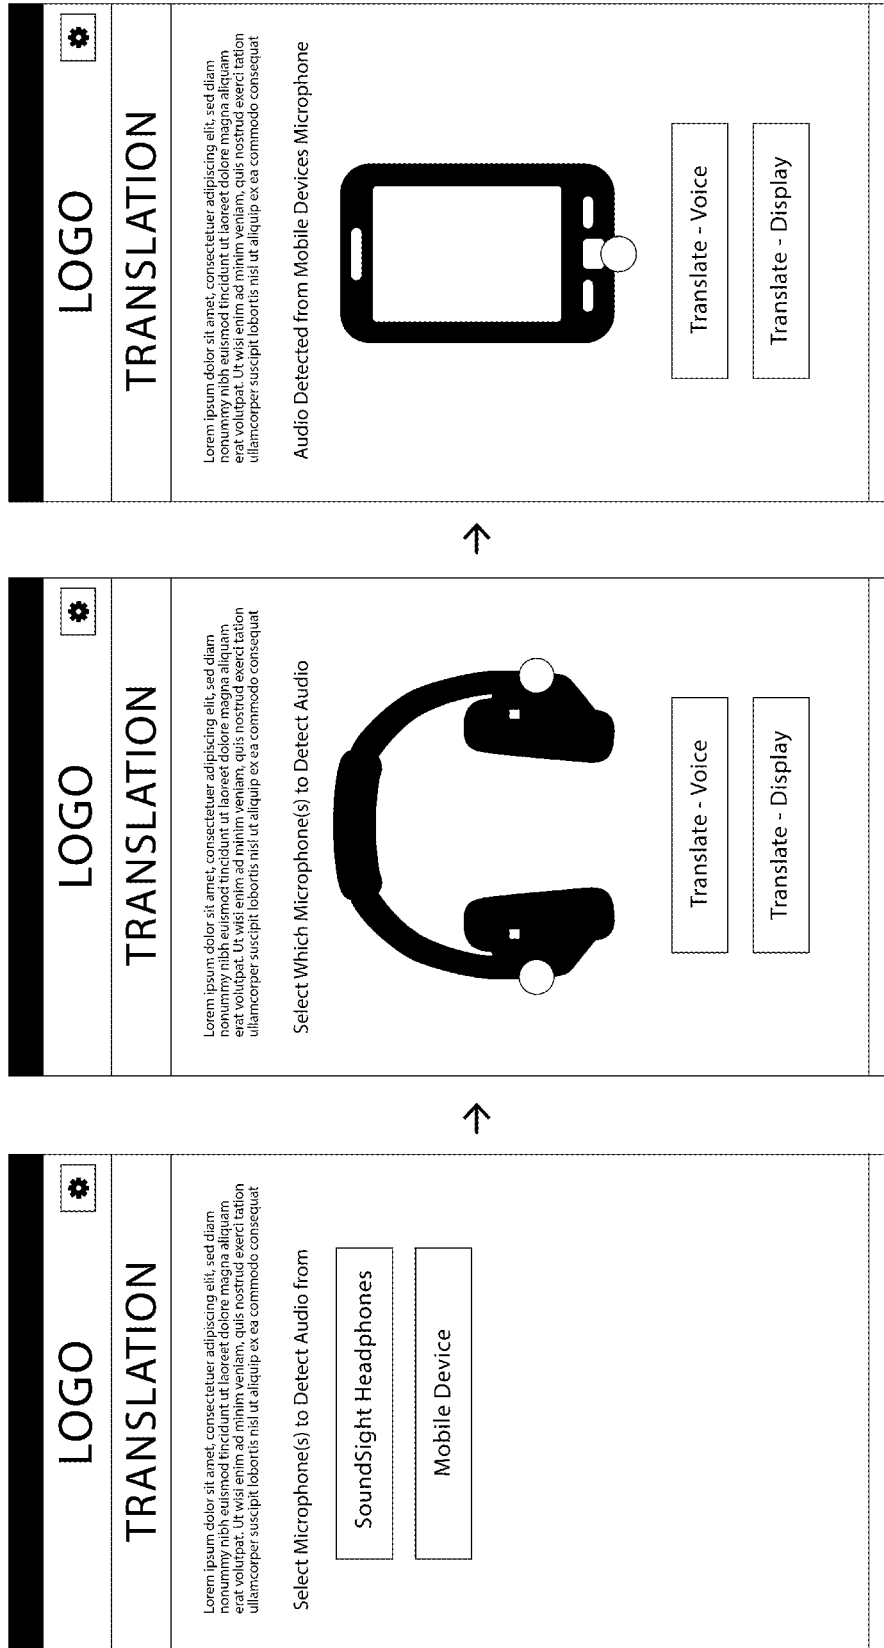 LOGO
TRANSLATION
Lorem ipsum dolor sit amet, consectetuer adipiscing elit, sed diam
nonummy nibh euismod tincidunt ut laoreet dolore magna aliquam
erat volutpat. Ut wisi enim ad minim veniam, quis nostrud exerci tation
ullamcorper suscipit lobortis nisl ut aliquip ex ea commodo consequat
Select Microphone(s) to Detect Audio from
SoundSight Headphones
Mobile Device
LOGO
TRANSLATION
Lorem ipsum dolor sit amet, consectetuer adipiscing elit, sed diam
nonummy nibh euismod tincidunt ut laoreet dolore magna aliquam
erat volutpat. Ut wisi enim ad minim veniam, quis nostrud exerci tation
ullamcorper suscipit lobortis nisl ut aliquip ex ea commodo consequat
Select Which Microphone(s) to Detect Audio
Translate - Voice
Translate - Display
LOGO
TRANSLATION
Lorem ipsum dolor sit amet, consectetuer adipiscing elit, sed diam
nonummy nibh euismod tincidunt ut laoreet dolore magna aliquam
erat volutpat. Ut wisi enim ad minim veniam, quis nostrud exerci tation
ullamcorper suscipit lobortis nisl ut aliquip ex ea commodo consequat
Audio Detected from Mobile Devices Microphone
Translate - Voice
Translate - Display